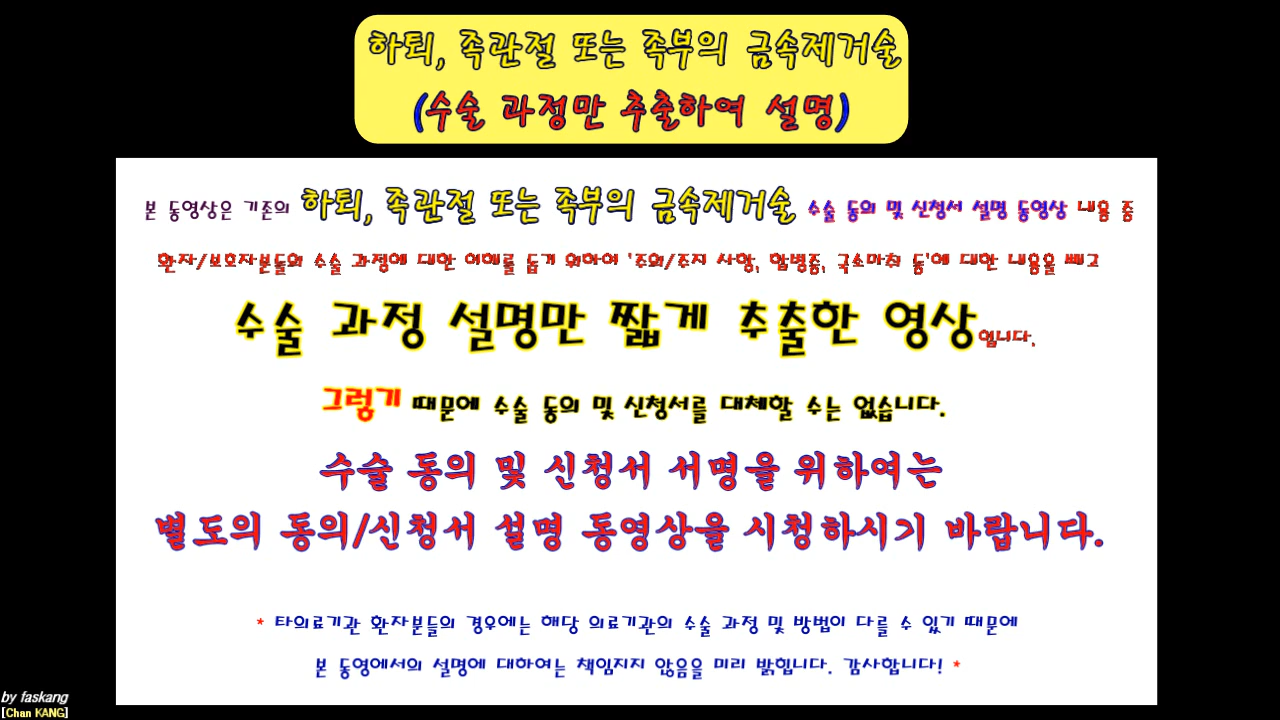 하퇴, 족관절 또는 족부의 금속제거술
(수술 과정만 추출하여 설명)
본 동영상은 기존의 하퇴, 족관절 또는 족부의 금속제거술 수술 동의 및 신청서 설명 동영상 내용 중
환자/보호자분들의 수술 과정에 대한 이해를 돕기 위하여 '주의/주지 사항, 합병증, 국소마취 등'에 대한 내용을 빼고
수술 과정 설명만 짧게 추출한 영상입니다.
그렇기 때문에 수술 동의 및 신청서를 대체할 수는 없습니다.
수술 동의 및 신청서 서명을 위하여는
별도의 동의/신청서 설명 동영상을 시청하시기 바랍니다.
* 타의료기관 환자분들의 경우에는 해당 의료기관의 수술 과정 및 방법이 다를 수 있기 때문에
본 동영에서의 설명에 대하여는 책임지지 않음을 미리 밝힙니다. 감사합니다! *
by faskang
[Chan KANG]